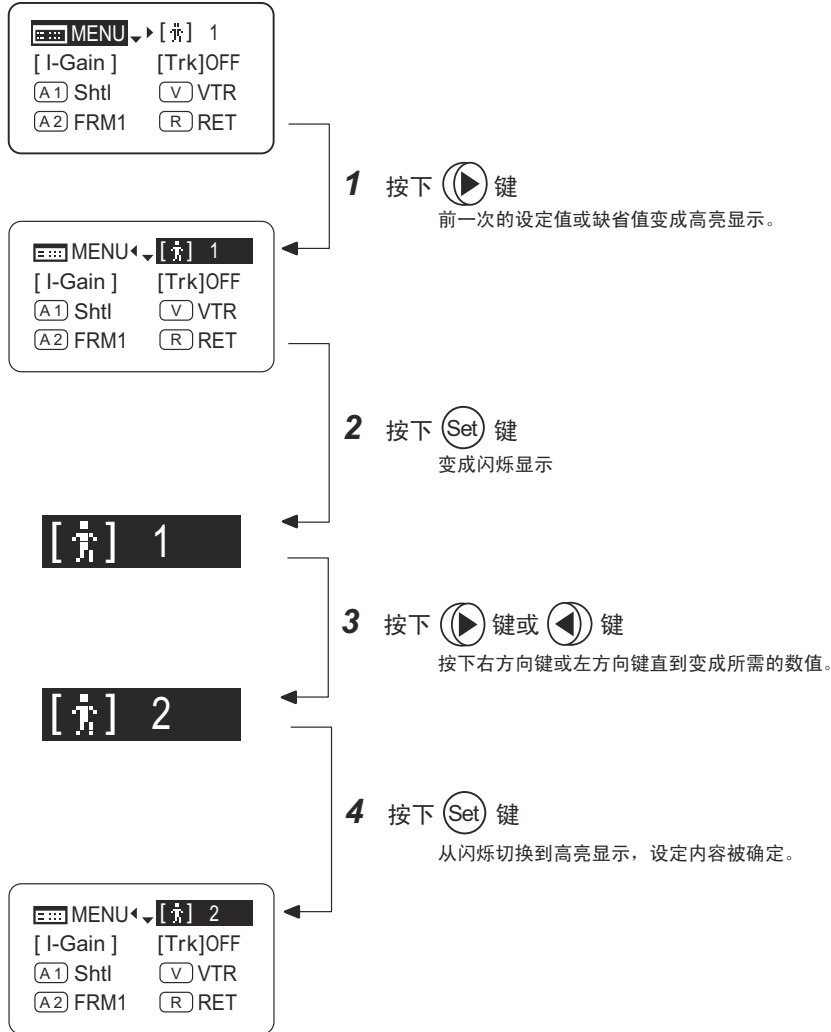 MENU [ ] 1
[ I-Gain ] [Trk]OFF
A1 Shtl V VTR
A2 FRM1 R RET
1 按下 键
前一次的设定值或缺省值变成高亮显示。
MENU [ ] 1
[ I-Gain ] [Trk]OFF
A1 Shtl V VTR
A2 FRM1 R RET
2 按下 Set 键
变成闪烁显示
[ ] 1
3 按下 键或 键
按下右方向键或左方向键直到变成所需的数值。
[ ] 2
4 按下 Set 键
从闪烁切换到高亮显示，设定内容被确定。
MENU [ ] 2
[ I-Gain ] [Trk]OFF
A1 Shtl V VTR
A2 FRM1 R RET